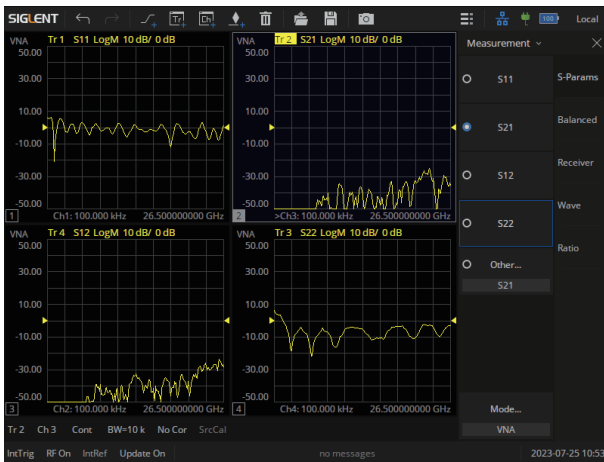 SIGLENT Tr Ch 100 Local
VNA Tr 1 S11 LogM 10 dB/ 0 dB
50.00
30.00
10.00
-10.00
-30.00
-50.00
1 Ch1: 100.000 kHz 26.500000000 GHz
VNA Tr 2 S21 LogM 10 dB/ 0 dB
50.00
30.00
10.00
-10.00
-30.00
-50.00
2 >Ch3: 100.000 kHz 26.500000000 GHz
VNA Tr 4 S12 LogM 10 dB/ 0 dB
50.00
30.00
10.00
-10.00
-30.00
-50.00
3 Ch2: 100.000 kHz 26.500000000 GHz
VNA Tr 3 S22 LogM 10 dB/ 0 dB
50.00
30.00
10.00
-10.00
-30.00
-50.00
4 Ch4: 100.000 kHz 26.500000000 GHz
Measurement
S11
S21
S12
S22
Other...
S21
Mode...
VNA
S-Params
Balanced
Receiver
Wave
Ratio
Tr 2 Ch 3 Cont BW=10 k No Cor SrcCal
IntTrig RF On IntRef Update On no messages 2023-07-25 10:53